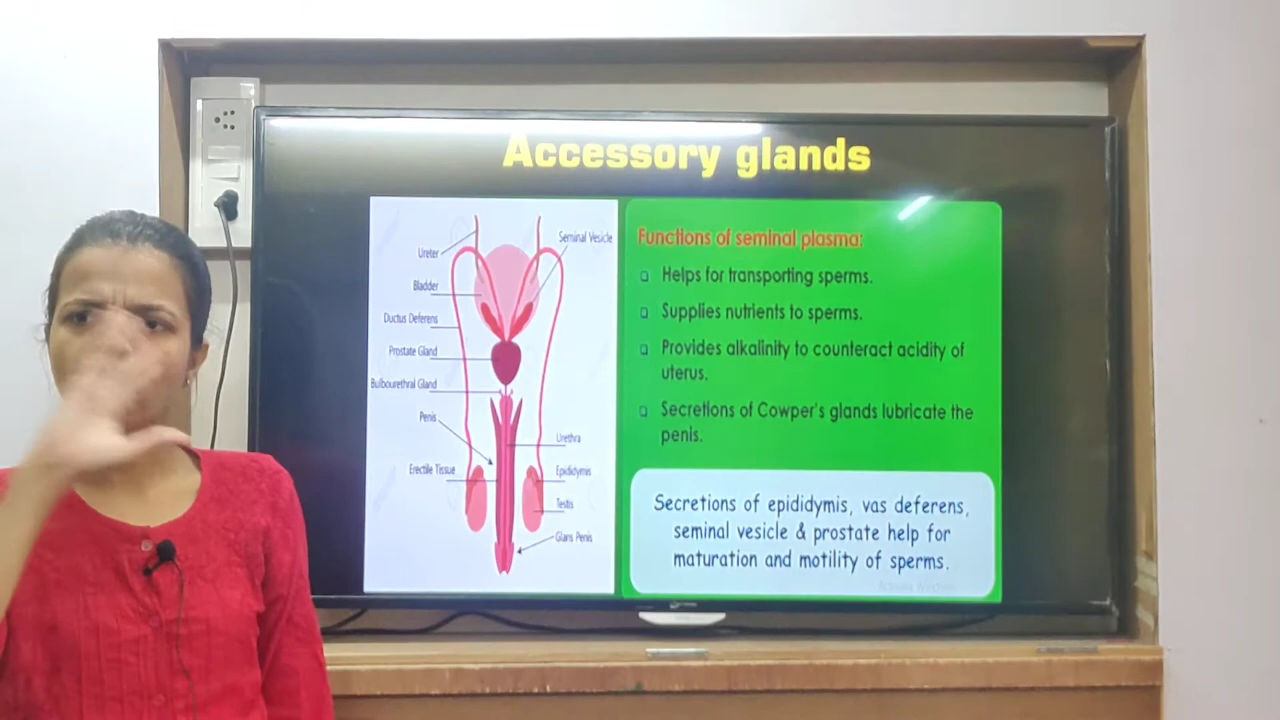 Accessory glands
Ureter
Seminal Vesicle
Bladder
Ductus Deferens
Prostate Gland
Bulbourethral Gland
Penis
Urethra
Erectile Tissue
Epididymis
Testis
Glans Penis
Functions of seminal plasma:
Helps for transporting sperms.
Supplies nutrients to sperms.
Provides alkalinity to counteract acidity of
uterus.
Secretions of Cowper's glands lubricate the
penis.
Secretions of epididymis, vas deferens,
seminal vesicle & prostate help for
maturation and motility of sperms.
Activate Windows